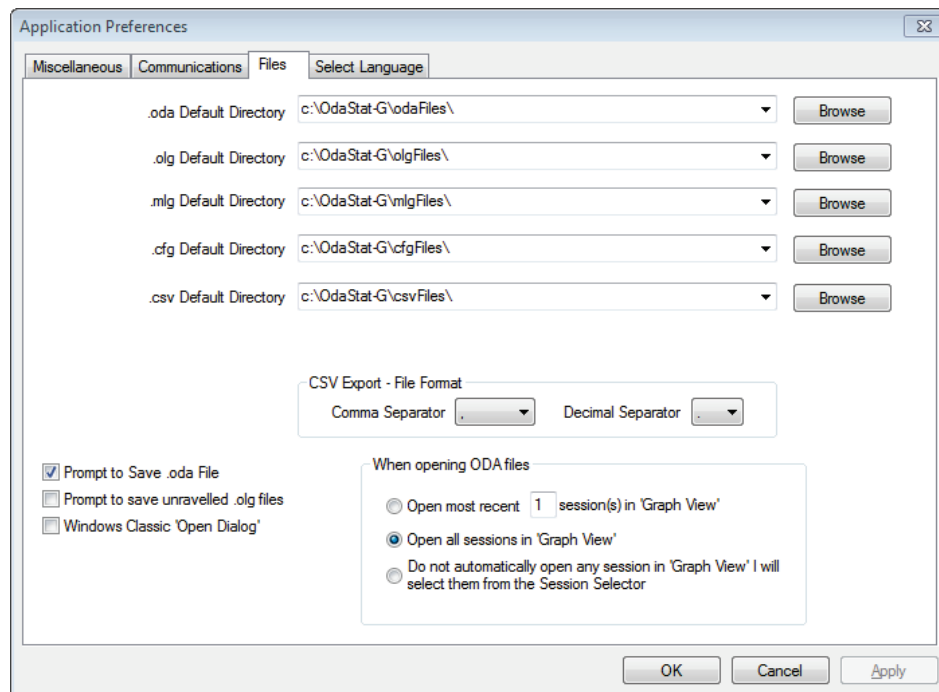 Application Preferences
Miscellaneous Communications Files Select Language
.oda Default Directory c:\OdaStat-G\odaFiles\ Browse
.olg Default Directory c:\OdaStat-G\olgFiles\ Browse
.mlg Default Directory c:\OdaStat-G\mlgFiles\ Browse
.cfg Default Directory c:\OdaStat-G\cfgFiles\ Browse
.csv Default Directory c:\OdaStat-G\csvFiles\ Browse
CSV Export - File Format
Comma Separator , Decimal Separator .
Prompt to Save .oda File
Prompt to save unravelled .olg files
Windows Classic 'Open Dialog'
When opening ODA files
Open most recent 1 session(s) in 'Graph View'
Open all sessions in 'Graph View'
Do not automatically open any session in 'Graph View' I will
select them from the Session Selector
OK Cancel Apply